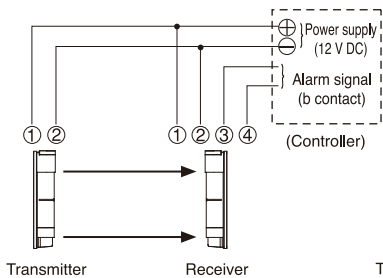 ⊕ Power supply
⊖ (12 V DC)
Alarm signal
(b contact)
① ② ① ② ③ ④
(Controller)
Transmitter Receiver T